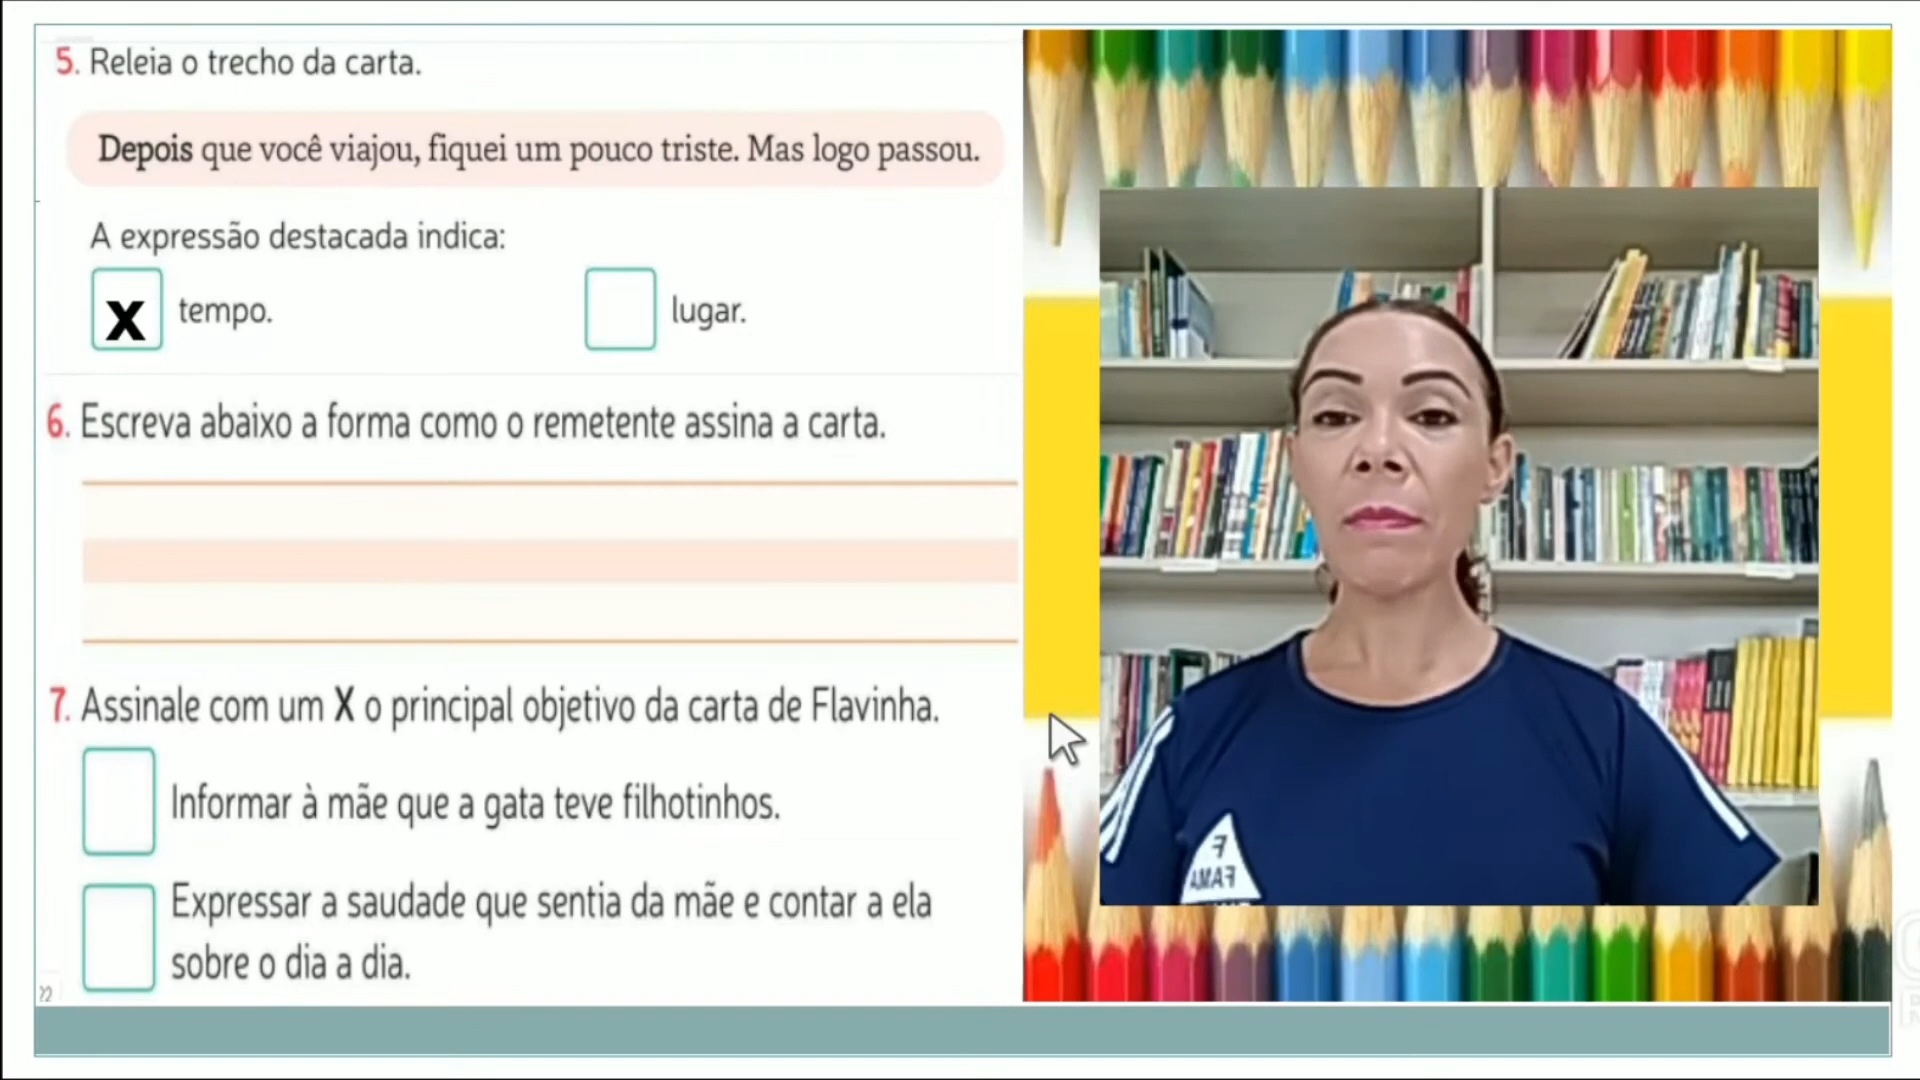 5. Releia o trecho da carta.
Depois que você viajou, fiquei um pouco triste. Mas logo passou.
A expressão destacada indica:
X tempo.
lugar.
6. Escreva abaixo a forma como o remetente assina a carta.
7. Assinale com um X o principal objetivo da carta de Flavinha.
Informar à mãe que a gata teve filhotinhos.
Expressar a saudade que sentia da mãe e contar a ela
sobre o dia a dia.
22
F
FAMA